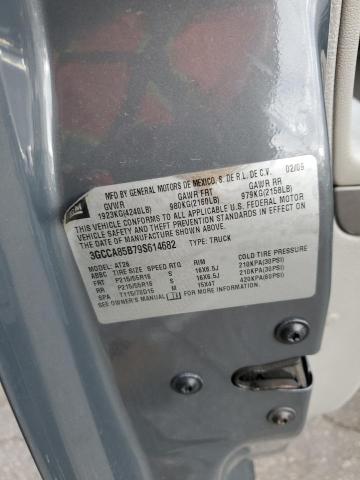 GM
MFD BY GENERAL MOTORS DE MEXICO, S. DE R.L. DE C.V. 02/09
GVWR GAWR FRT GAWR RR
1923KG(4240LB) 980KG(2160LB) 979KG(2158LB)
THIS VEHICLE CONFORMS TO ALL APPLICABLE U.S. FEDERAL MOTOR
VEHICLE SAFETY AND THEFT PREVENTION STANDARDS IN EFFECT ON THE
DATE OF MANUFACTURE SHOWN ABOVE.
3GCCA85B79S614682 TYPE: TRUCK
MODEL: AT26
ABBC TIRE SIZE SPEED RTG RIM COLD TIRE PRESSURE
FRT P215/55R16 S 16X6.5J 210KPA(30PSI)
RR P215/55R16 S 16X6.5J 210KPA(30PSI)
SPA T115/70D15 M 15X4T 420KPA(60PSI)
SEE OWNER'S MANUAL FOR MORE INFORMATION